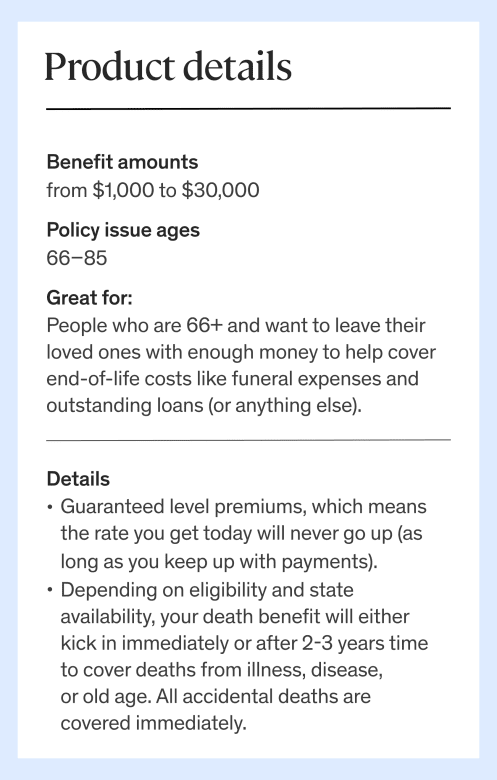 Product details
Benefit amounts
from $1,000 to $30,000
Policy issue ages
66–85
Great for:
People who are 66+ and want to leave their
loved ones with enough money to help cover
end-of-life costs like funeral expenses and
outstanding loans (or anything else).
Details
• Guaranteed level premiums, which means
the rate you get today will never go up (as
long as you keep up with payments).
• Depending on eligibility and state
availability, your death benefit will either
kick in immediately or after 2-3 years time
to cover deaths from illness, disease,
or old age. All accidental deaths are
covered immediately.